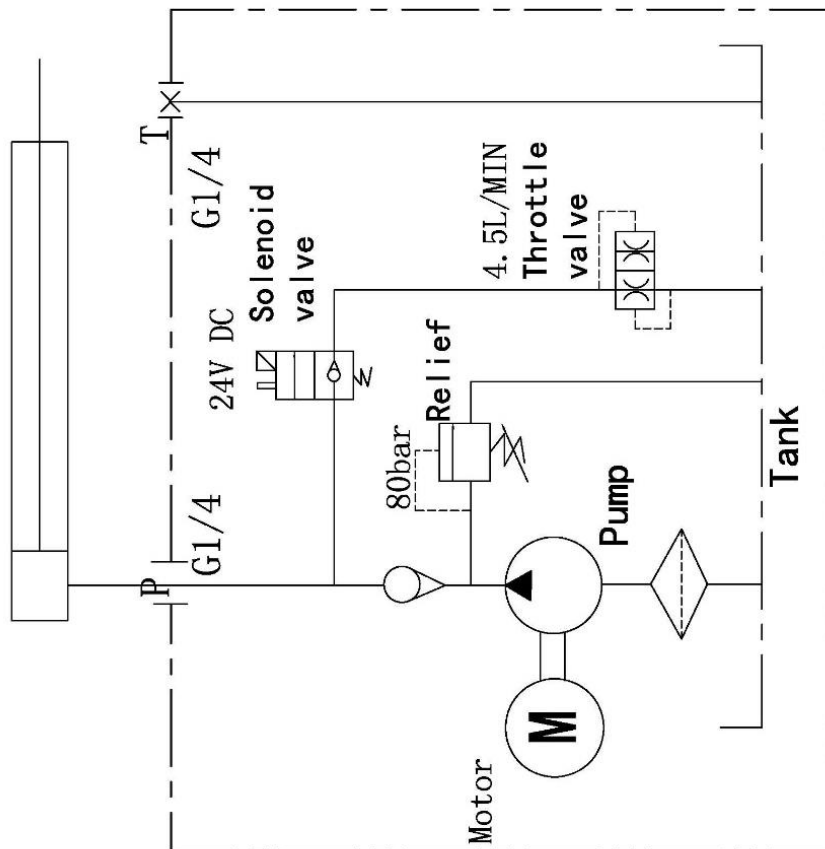 T
G1/4
P
G1/4
24V DC
Solenoid
valve
4.5L/MIN
Throttle
valve
80bar
Relief
Pump
M
Motor
Tank